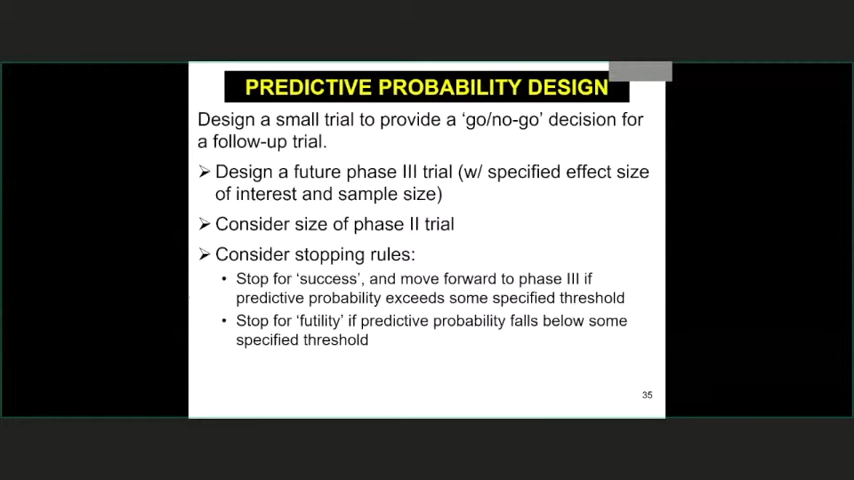 PREDICTIVE PROBABILITY DESIGN
Design a small trial to provide a ‘go/no-go’ decision for
a follow-up trial.
➢ Design a future phase III trial (w/ specified effect size
of interest and sample size)
➢ Consider size of phase II trial
➢ Consider stopping rules:
• Stop for ‘success’, and move forward to phase III if
predictive probability exceeds some specified threshold
• Stop for ‘futility’ if predictive probability falls below some
specified threshold
35